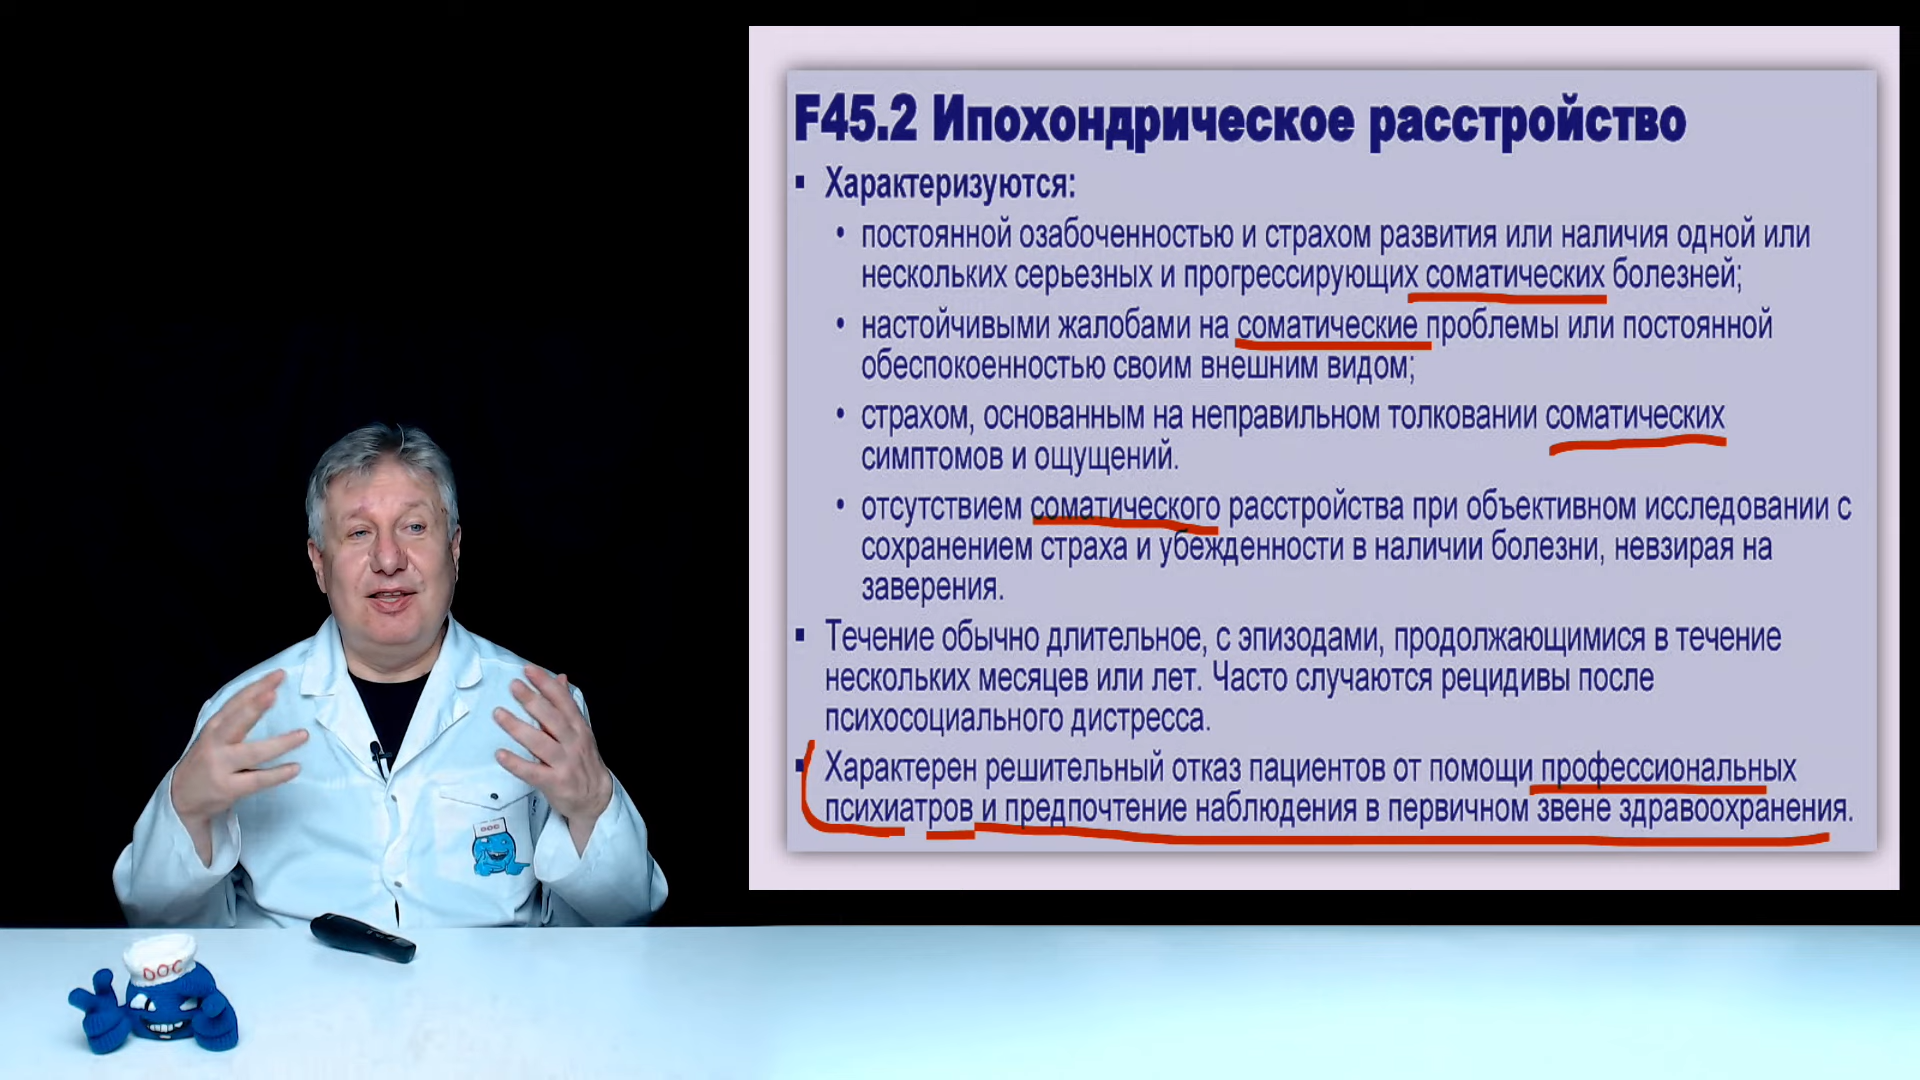 F45.2 Ипохондрическое расстройство
▪ Характеризуются:
• постоянной озабоченностью и страхом развития или наличия одной или
нескольких серьезных и прогрессирующих соматических болезней;
• настойчивыми жалобами на соматические проблемы или постоянной
обеспокоенностью своим внешним видом;
• страхом, основанным на неправильном толковании соматических
симптомов и ощущений.
• отсутствием соматического расстройства при объективном исследовании с
сохранением страха и убежденности в наличии болезни, невзирая на
заверения.
▪ Течение обычно длительное, с эпизодами, продолжающимися в течение
нескольких месяцев или лет. Часто случаются рецидивы после
психосоциального дистресса.
▪ Характерен решительный отказ пациентов от помощи профессиональных
психиатров и предпочтение наблюдения в первичном звене здравоохранения.
DOC
DOC